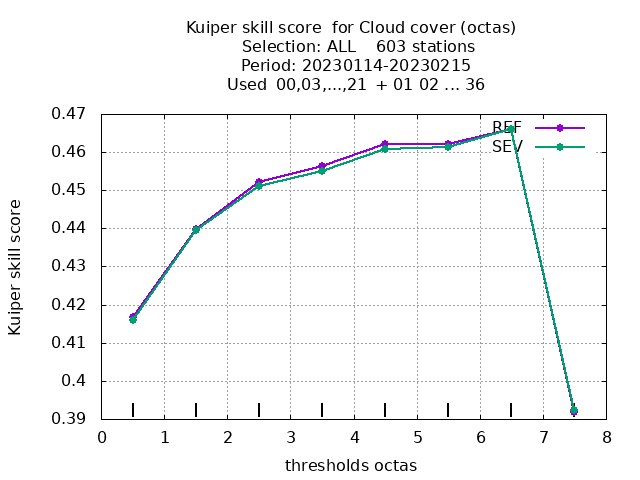 Kuiper skill score  for Cloud cover (octas)
Selection: ALL    603 stations
Period: 20230114-20230215
Used  00,03,...,21  + 01 02 ... 36
Kuiper skill score
0.47
0.46
0.45
0.44
0.43
0.42
0.41
0.4
0.39
REF
SEV
0 1 2 3 4 5 6 7 8
thresholds octas